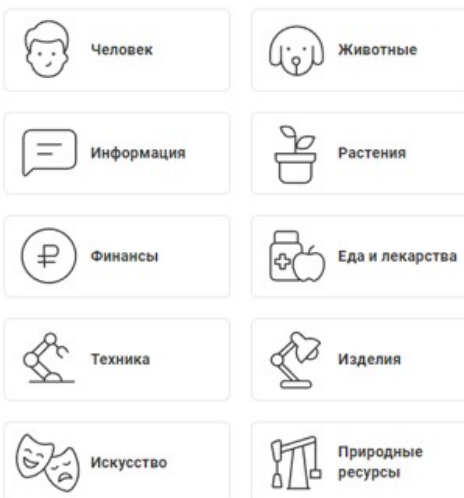 Человек
Животные
Информация
Растения
Финансы
Еда и лекарства
Техника
Изделия
Искусство
Природные
ресурсы